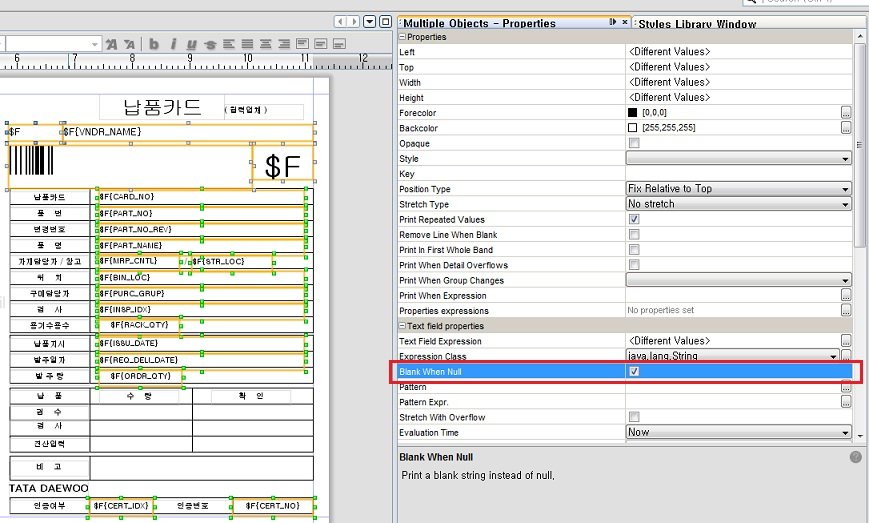 Multiple Objects - Properties
Styles Library Window
Properties
Left <Different Values>
Top <Different Values>
Width <Different Values>
Height <Different Values>
Forecolor [0,0,0] ...
Backcolor [255,255,255] ...
Opaque
Style
Key
Position Type Fix Relative to Top
Stretch Type No stretch
Print Repeated Values
Remove Line When Blank
Print In First Whole Band
Print When Detail Overflows
Print When Group Changes
Print When Expression ...
Properties expressions No properties set ...
Text field properties
Text Field Expression <Different Values> ...
Expression Class java.lang.String ...
Blank When Null
Pattern ...
Pattern Expr. ...
Stretch With Overflow
Evaluation Time Now
Blank When Null
Print a blank string instead of null.
A A b i u s
6 7 8 9 10 11 12
납품카드 (협력업체)
$F $F{VNDR_NAME}
$F
납품카드 $F{CARD_NO}
품 번 $F{PART_NO}
변경번호 $F{PART_NO_REV}
품 명 $F{PART_NAME}
자재담당자 / 창고 $F{MRP_CNTL} / $F{STR_LOC}
위 치 $F{BIN_LOC}
구매담당자 $F{PURC_GRUP}
검 사 $F{INSP_IDX}
용기수용수 $F{RACK_QTY}
납품지시 $F{ISSU_DATE}
발주일자 $F{REQ_DELI_DATE}
발 주 량 $F{ORDR_QTY}
납 품 수 량 확 인
검 수
검 사
전산입력
비 고
TATA DAEWOO
인증여부 $F{CERT_IDX} 인증번호 $F{CERT_NO}